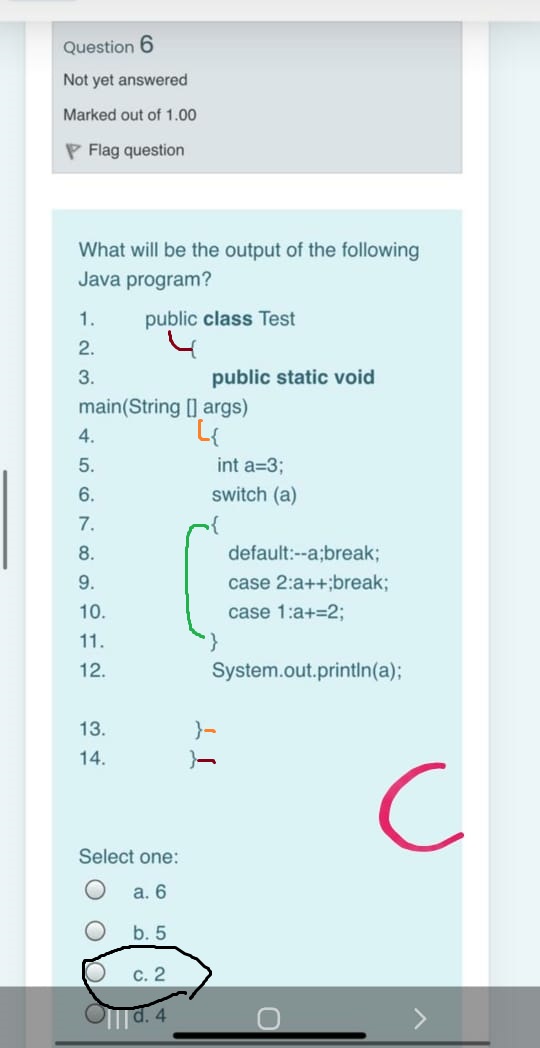 Question 6
Not yet answered
Marked out of 1.00
Flag question
What will be the output of the following
Java program?
1. public class Test
2. {
3. public static void
main(String [] args)
4. {
5. int a=3;
6. switch (a)
7. {
8. default:--a;break;
9. case 2:a++;break;
10. case 1:a+=2;
11. }
12. System.out.println(a);
13. }
14. }
C
Select one:
a. 6
b. 5
c. 2
d. 4